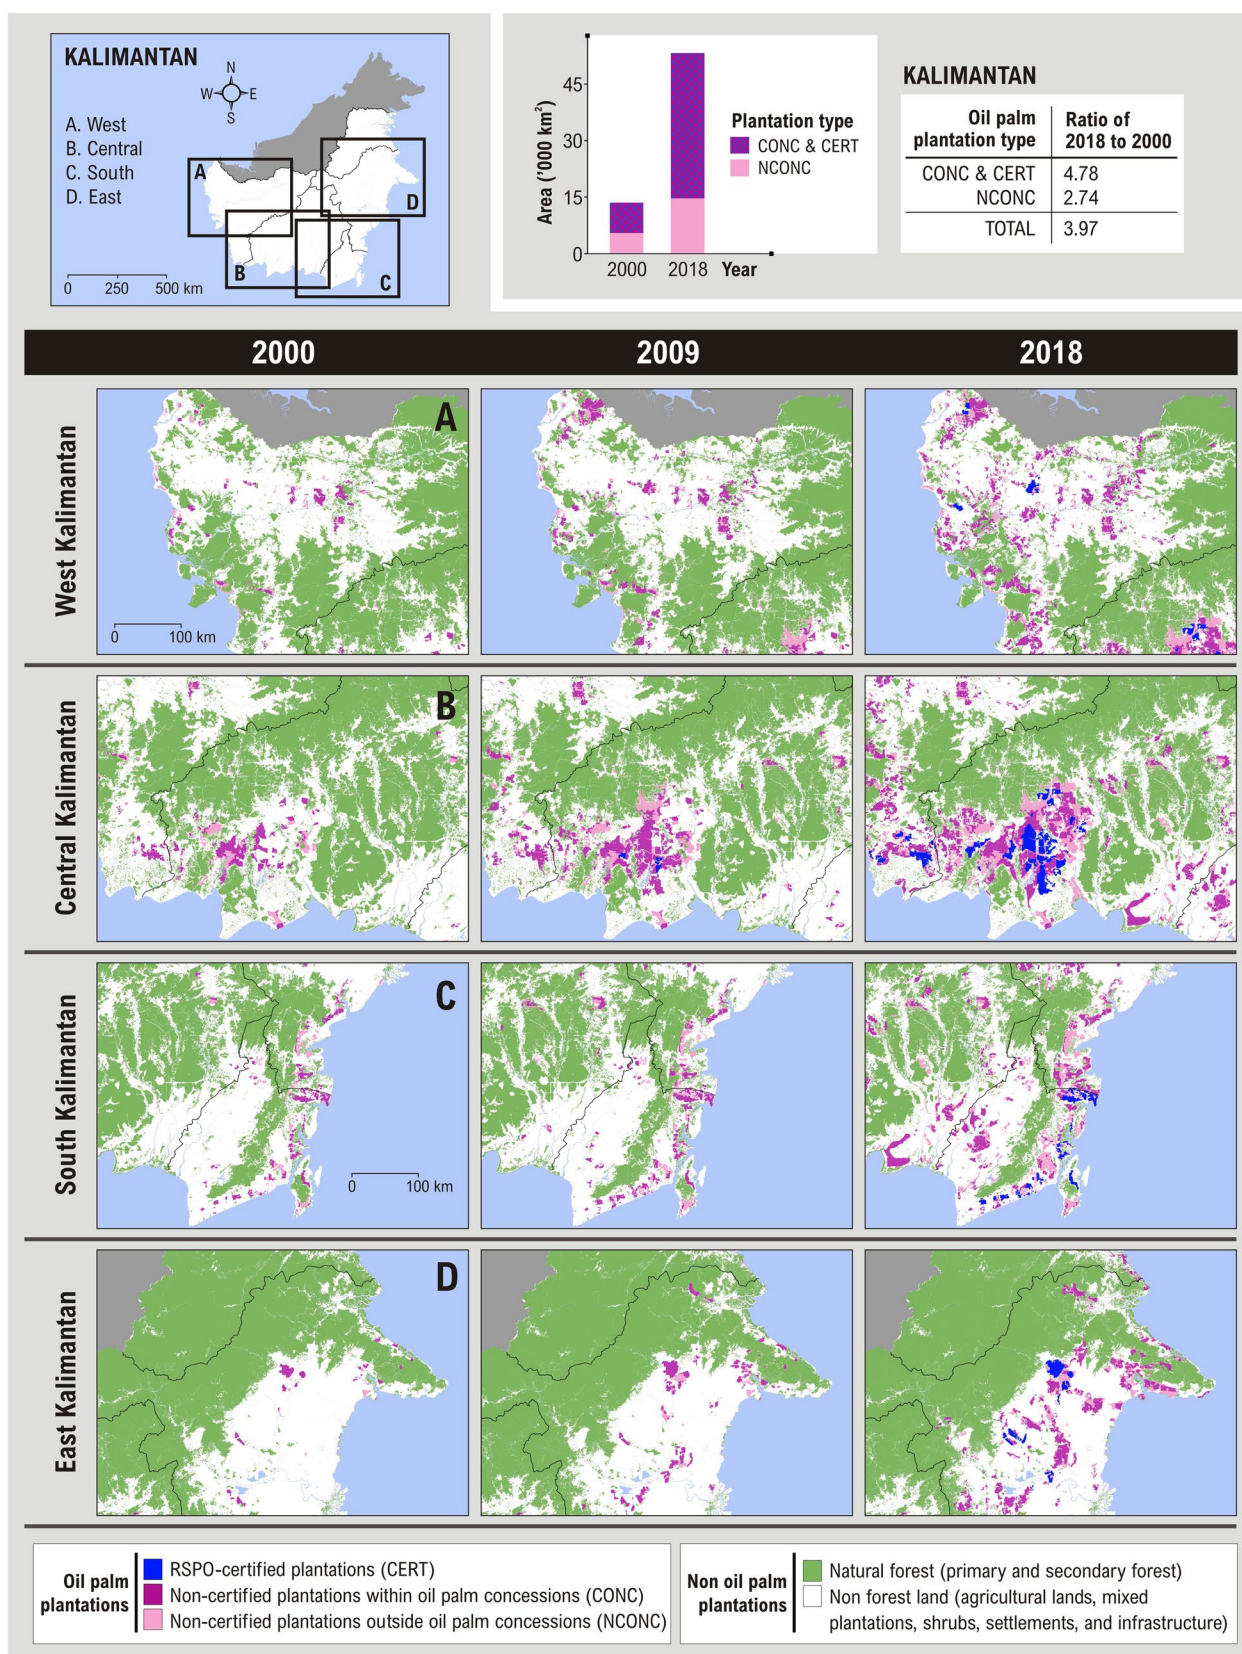 KALIMANTAN
N
W E
S
A. West
B. Central
C. South
D. East
A
D
B
C
0 250 500 km
Area ('000 km²)
45
30
15
0
2000 2018 Year
Plantation type
CONC & CERT
NCONC
KALIMANTAN
Oil palm plantation type
Ratio of 2018 to 2000
CONC & CERT 4.78
NCONC 2.74
TOTAL 3.97
2000 2009 2018
West Kalimantan
A
0 100 km
Central Kalimantan
B
South Kalimantan
C
0 100 km
East Kalimantan
D
Oil palm
plantations
RSPO-certified plantations (CERT)
Non-certified plantations within oil palm concessions (CONC)
Non-certified plantations outside oil palm concessions (NCONC)
Non oil palm
plantations
Natural forest (primary and secondary forest)
Non forest land (agricultural lands, mixed
plantations, shrubs, settlements, and infrastructure)